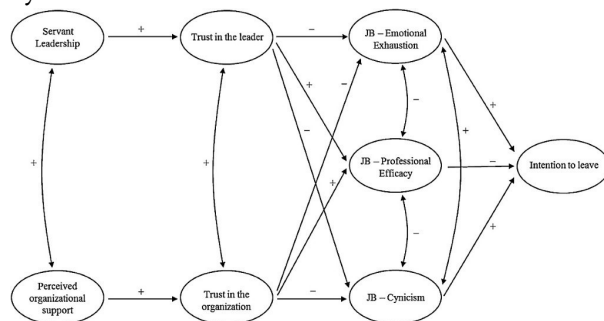 Servant
Leadership
+
Trust in the leader
−
JB – Emotional
Exhaustion
+
−
−
+
−
+
+
+
JB – Professional
Efficacy
−
Intention to leave
+
−
+
Perceived
organizational
support
+
Trust in the
organization
−
JB – Cynicism